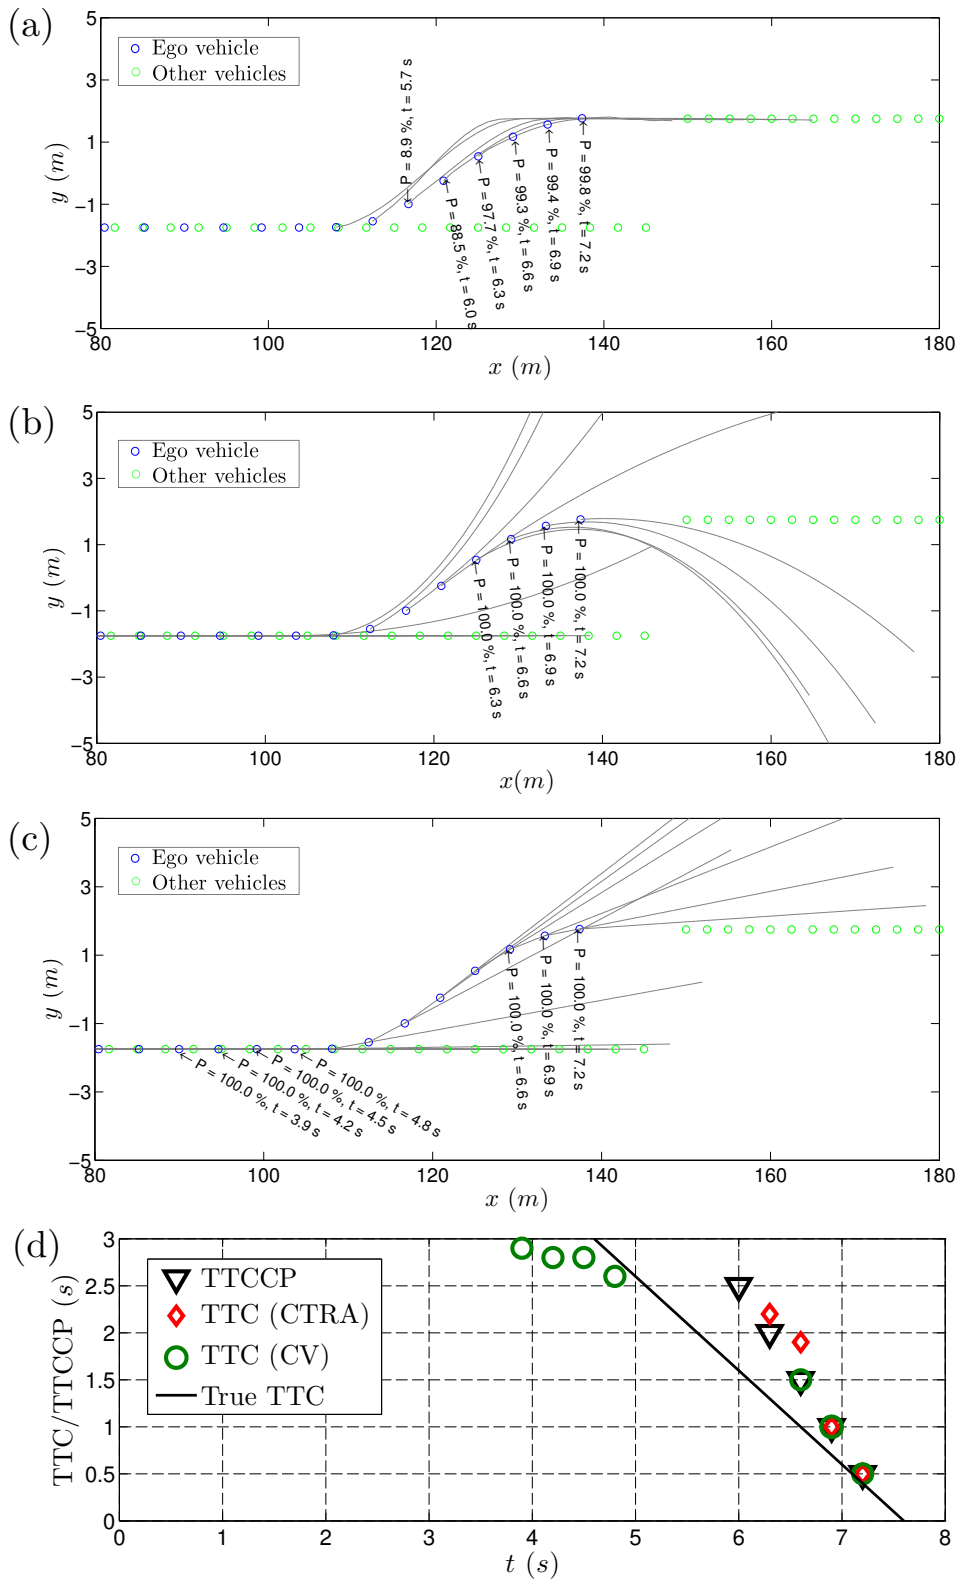 (a)
5
3
1
−1
−3
−5
y (m)
Ego vehicle
Other vehicles
P = 8.9 %, t = 5.7 s
P = 88.5 %, t = 6.0 s
P = 97.7 %, t = 6.3 s
P = 99.3 %, t = 6.6 s
P = 99.4 %, t = 6.9 s
P = 99.8 %, t = 7.2 s
80 100 120 140 160 180
x (m)
(b)
5
3
1
−1
−3
−5
y (m)
Ego vehicle
Other vehicles
P = 100.0 %, t = 6.3 s
P = 100.0 %, t = 6.6 s
P = 100.0 %, t = 6.9 s
P = 100.0 %, t = 7.2 s
80 100 120 140 160 180
x(m)
(c)
5
3
1
−1
−3
−5
y (m)
Ego vehicle
Other vehicles
P = 100.0 %, t = 3.9 s
P = 100.0 %, t = 4.2 s
P = 100.0 %, t = 4.5 s
P = 100.0 %, t = 4.8 s
P = 100.0 %, t = 6.6 s
P = 100.0 %, t = 6.9 s
P = 100.0 %, t = 7.2 s
80 100 120 140 160 180
x (m)
(d)
3
2.5
2
1.5
1
0.5
0
TTC/TTCCP (s)
TTCCP
TTC (CTRA)
TTC (CV)
True TTC
0 1 2 3 4 5 6 7 8
t (s)